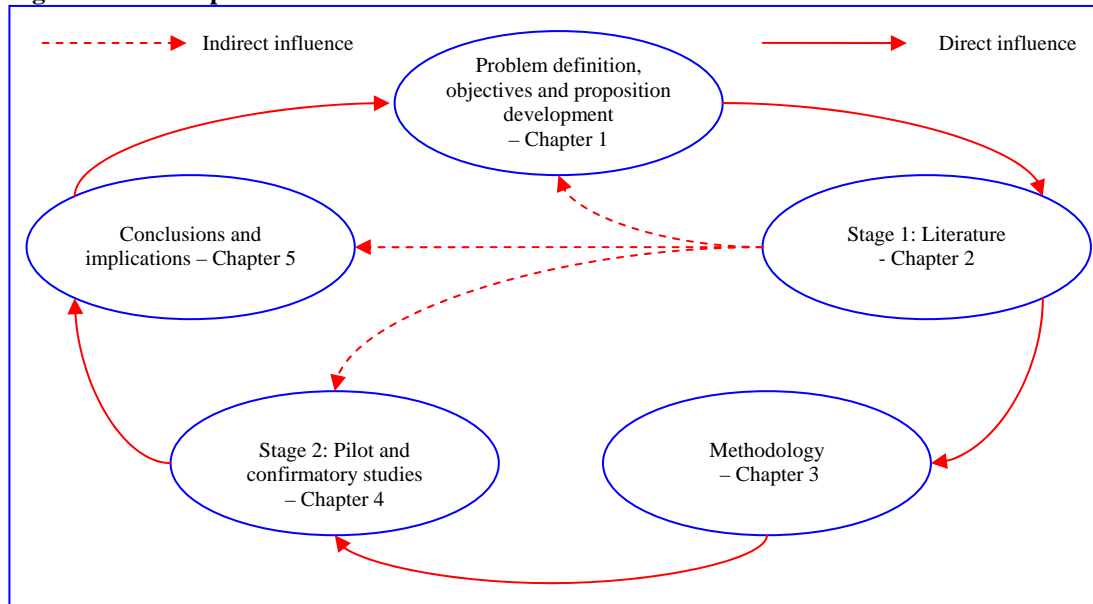 Indirect influence
Direct influence
Problem definition,
objectives and proposition
development
– Chapter 1
Conclusions and
implications – Chapter 5
Stage 1: Literature
- Chapter 2
Stage 2: Pilot and
confirmatory studies
– Chapter 4
Methodology
– Chapter 3